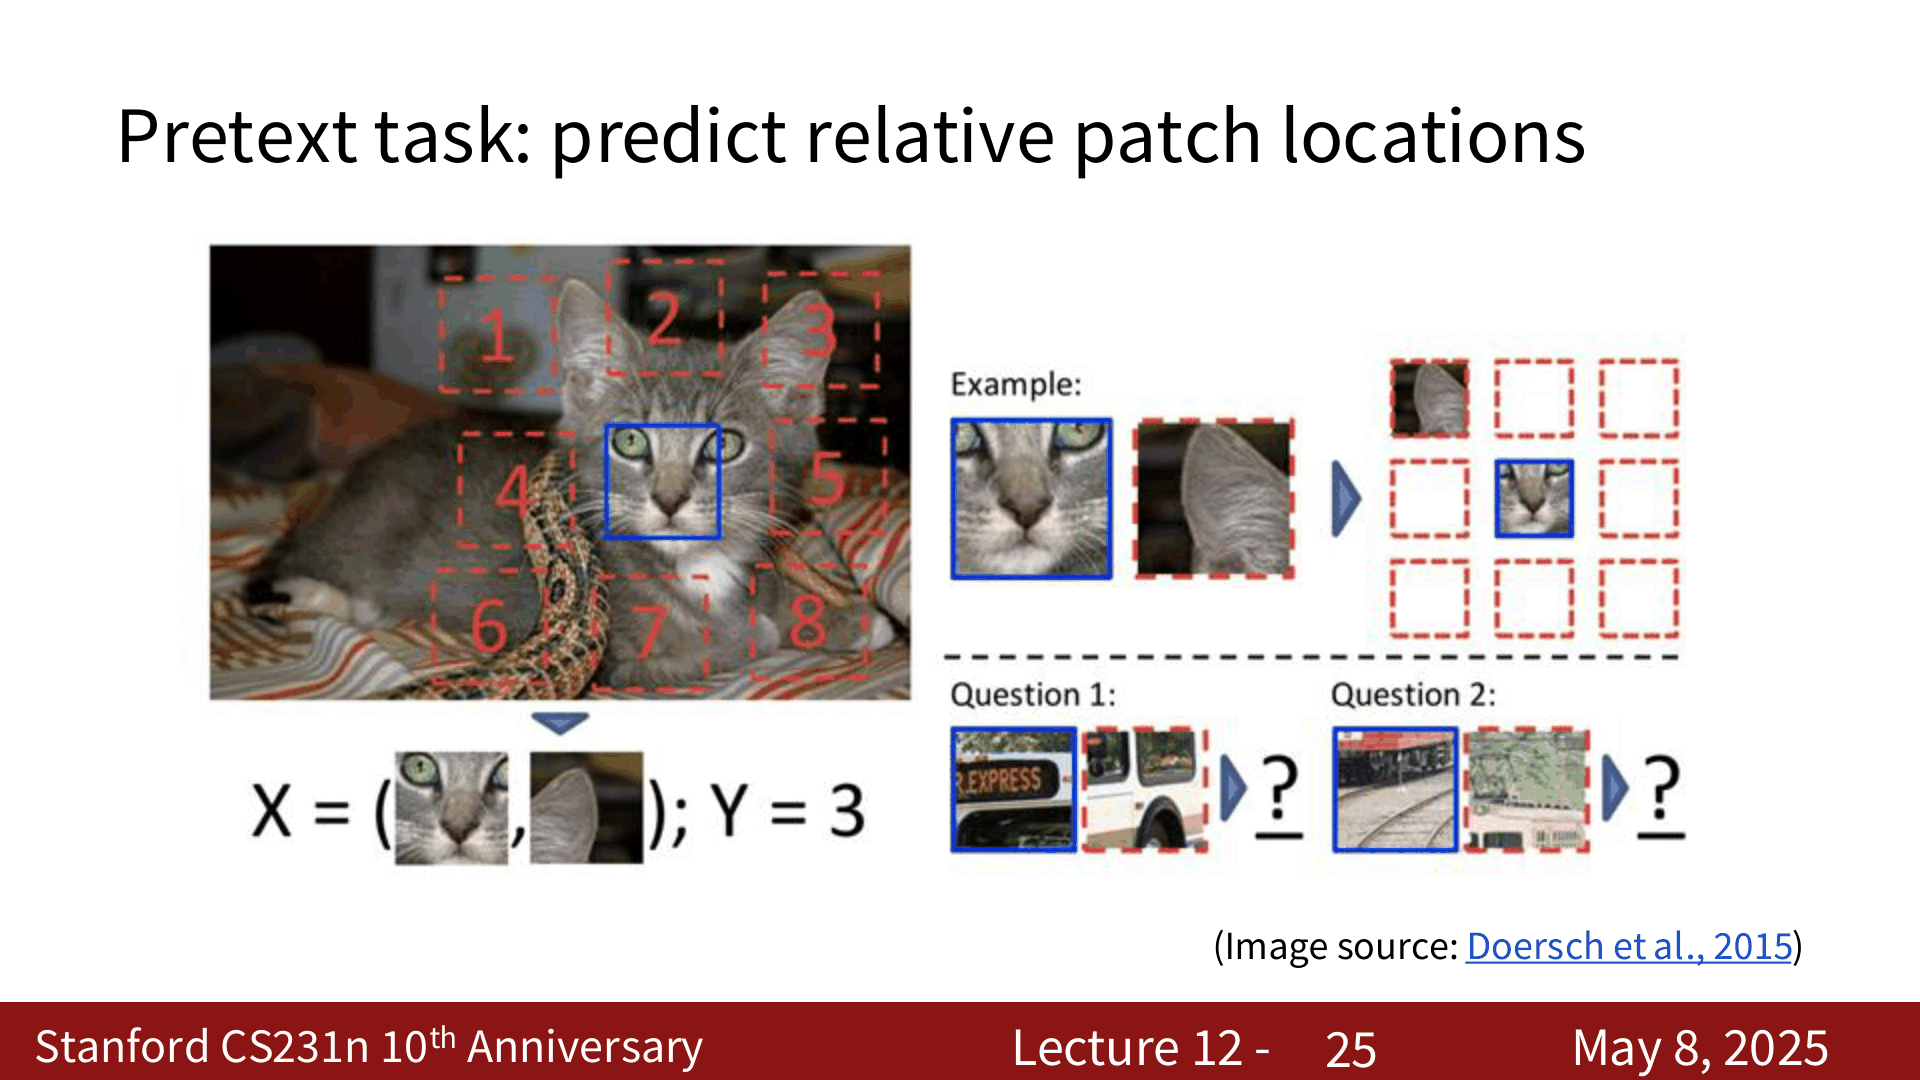 Pretext task: predict relative patch locations
1 2 3
4 5
6 7 8
X = ( , ); Y = 3
Example:
Question 1:
R.EXPRESS
?
Question 2:
?
(Image source: Doersch et al., 2015)
Stanford CS231n 10th Anniversary
Lecture 12 - 25
May 8, 2025